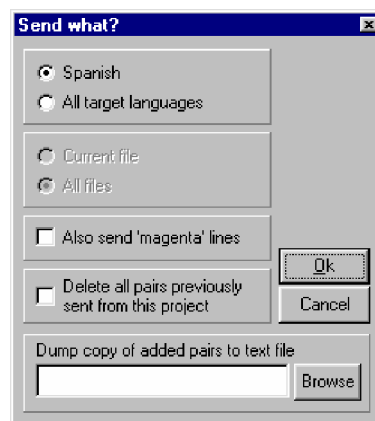 Send what?
Spanish
All target languages
Current file
All files
Also send 'magenta' lines
Delete all pairs previously
sent from this project
Ok
Cancel
Dump copy of added pairs to text file
Browse